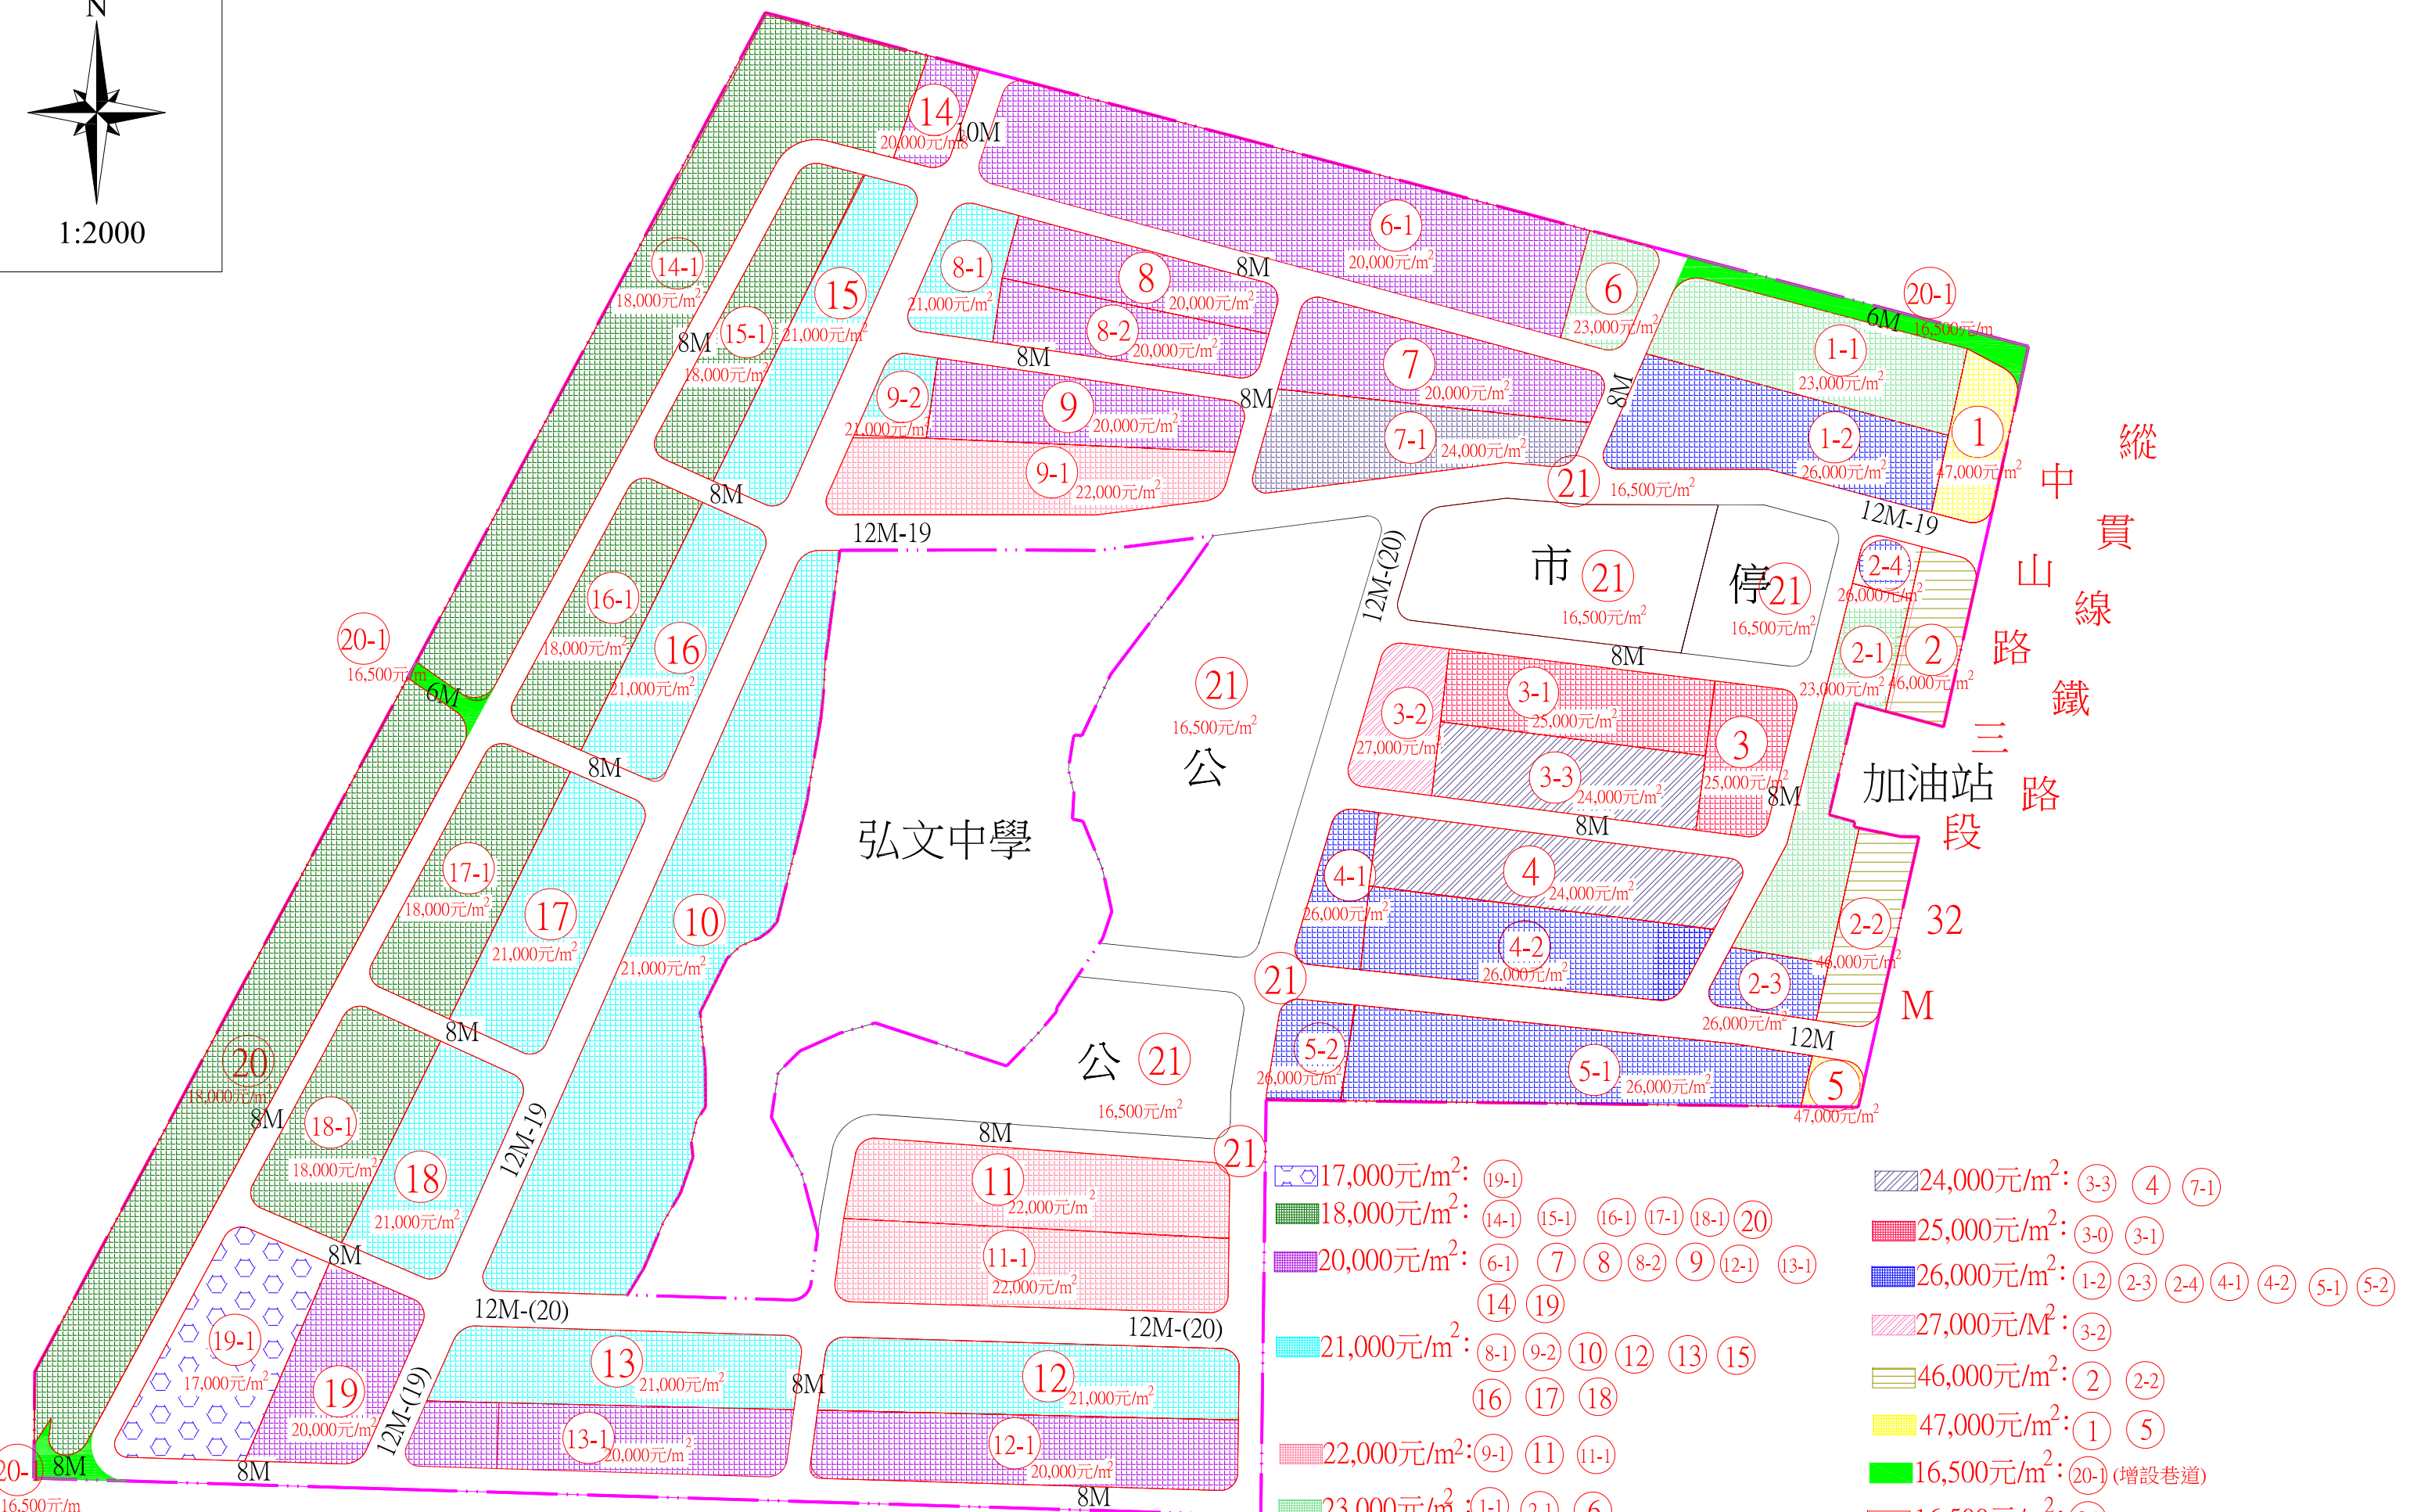 N
1:2000
14
20,000元/m8
10M
6-1
20,000元/m²
8M
6
23,000元/m²
20-1
16,500元/m
6M
14-1
18,000元/m²
15
21,000元/m²
15-1
18,000元/m²
8M
8-1
21,000元/m²
8
20,000元/m²
8-2
20,000元/m²
8M
9-2
21,000元/m²
9
20,000元/m²
8M
9-1
22,000元/m²
7
20,000元/m²
7-1
24,000元/m²
8M
1-1
23,000元/m²
1-2
26,000元/m²
1
47,000元/m²
21
16,500元/m²
12M-19
8M
12M-19
縱貫線鐵路
中山路三段
32
M
16-1
18,000元/m²
16
21,000元/m²
20-1
16,500元/m
6M
12M-(20)
市
21
16,500元/m²
停
21
16,500元/m²
2-4
26,000元/m²
2-1
23,000元/m²
2
46,000元/m²
8M
21
16,500元/m²
公
3-2
27,000元/m²
3-1
25,000元/m²
3
25,000元/m²
3-3
24,000元/m²
8M
加油站
8M
8M
弘文中學
17-1
18,000元/m²
17
21,000元/m²
10
21,000元/m²
4-1
26,000元/m²
4
24,000元/m²
4-2
26,000元/m²
2-2
46,000元/m²
2-3
26,000元/m²
21
12M
8M
20
18,000元/m²
8M
公
21
16,500元/m²
5-2
26,000元/m²
5-1
26,000元/m²
5
47,000元/m²
18-1
18,000元/m²
18
21,000元/m²
12M-19
8M
21
11
22,000元/m²
11-1
22,000元/m²
8M
12M-(20)
12M-(20)
19-1
17,000元/m²
19
20,000元/m²
12M-(19)
13
21,000元/m²
8M
12
21,000元/m²
13-1
20,000元/m²
12-1
20,000元/m²
20-
16,500元/m
8M
8M
8M
17,000元/m²: 19-1
18,000元/m²: 14-1 15-1 16-1 17-1 18-1 20
20,000元/m²: 6-1 7 8 8-2 9 12-1 13-1
14 19
21,000元/m²: 8-1 9-2 10 12 13 15
16 17 18
22,000元/m²: 9-1 11 11-1
23,000元/m²: 1-1 2-1 6
24,000元/m²: 3-3 4 7-1
25,000元/m²: 3-0 3-1
26,000元/m²: 1-2 2-3 2-4 4-1 4-2 5-1 5-2
27,000元/M²: 3-2
46,000元/m²: 2 2-2
47,000元/m²: 1 5
16,500元/m²: 20-1 (增設巷道)